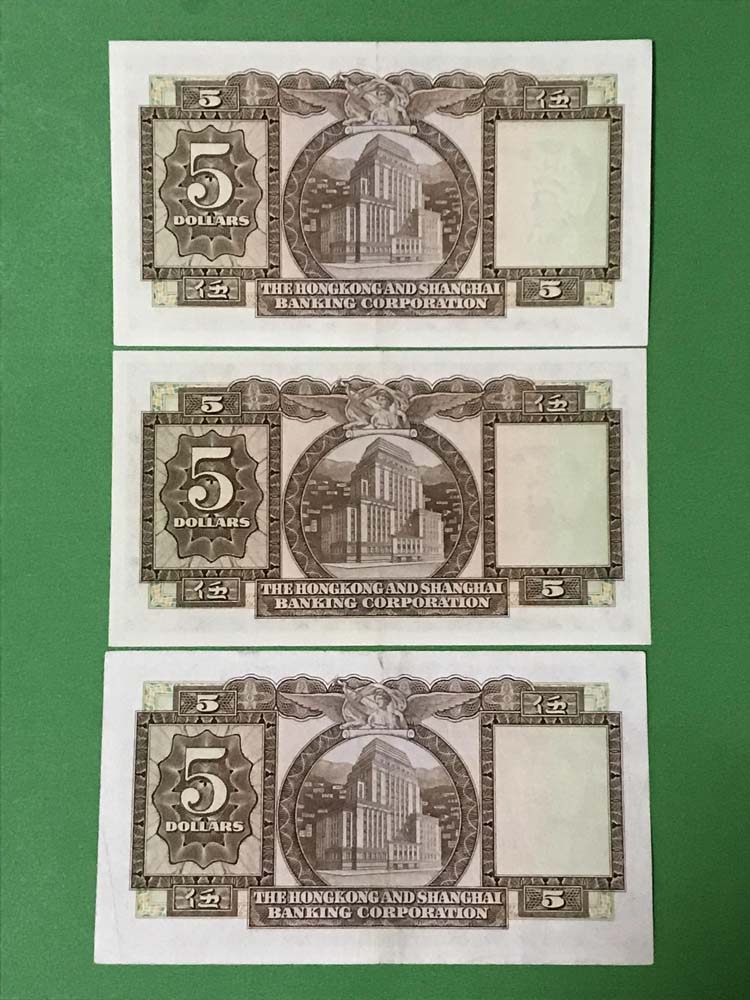 5 伍
5
DOLLARS
伍 THE HONGKONG AND SHANGHAI 5
BANKING CORPORATION
5 伍
5
DOLLARS
伍 THE HONGKONG AND SHANGHAI 5
BANKING CORPORATION
5 伍
5
DOLLARS
伍 THE HONGKONG AND SHANGHAI 5
BANKING CORPORATION